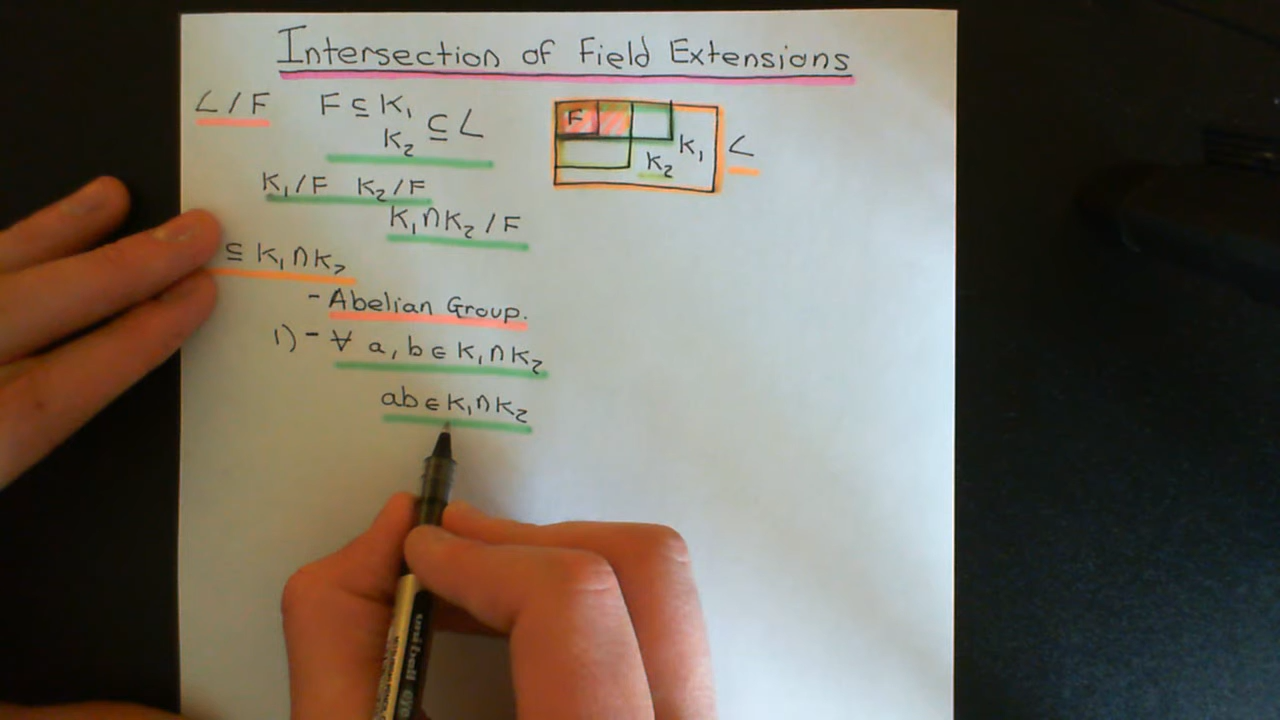 Intersection of Field Extensions
L/F F ⊆ K₁
K₂ ⊆ L
K₁/F K₂/F
K₁∩K₂/F
⊆ K₁∩K₂
- Abelian Group.
1) - ∀ a, b ∈ K₁∩K₂
ab ∈ K₁∩K₂
F
K₁
K₂
L
uniball